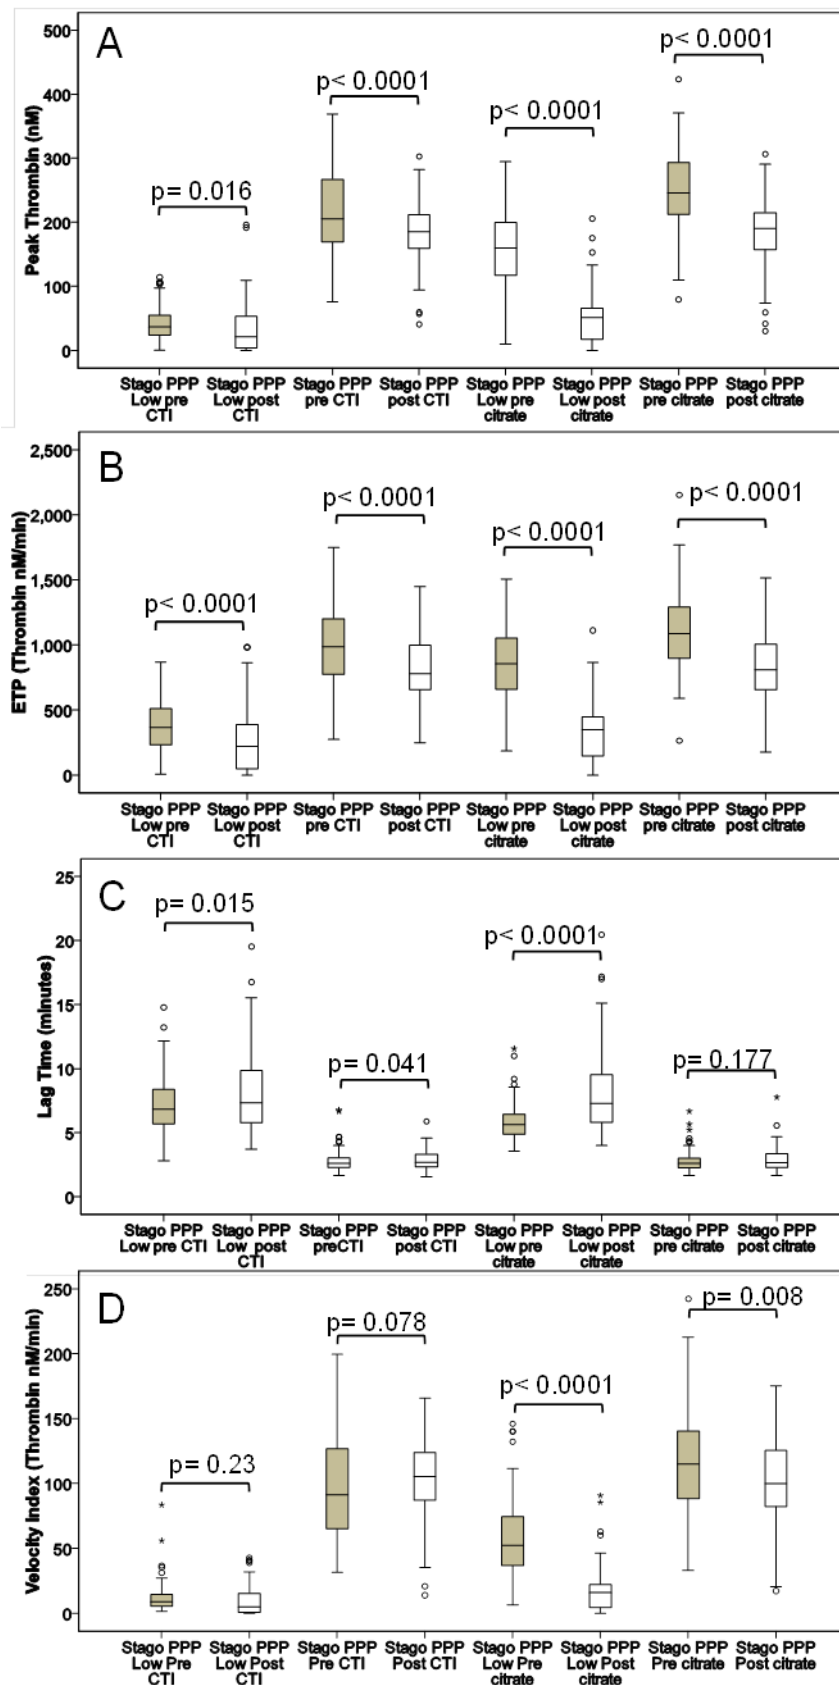 A
Peak Thrombin (nM)
500
400
300
200
100
0
p= 0.016
p< 0.0001
p< 0.0001
p< 0.0001
Stago PPP Low pre CTI
Stago PPP Low post CTI
Stago PPP pre CTI
Stago PPP post CTI
Stago PPP Low pre citrate
Stago PPP Low post citrate
Stago PPP pre citrate
Stago PPP post citrate
B
ETP (Thrombin nM/min)
2,500
2,000
1,500
1,000
500
0
p< 0.0001
p< 0.0001
p< 0.0001
p< 0.0001
Stago PPP Low pre CTI
Stago PPP Low post CTI
Stago PPP pre CTI
Stago PPP post CTI
Stago PPP Low pre citrate
Stago PPP Low post citrate
Stago PPP pre citrate
Stago PPP post citrate
C
Lag Time (minutes)
25
20
15
10
5
0
p= 0.015
p= 0.041
p< 0.0001
p= 0.177
Stago PPP Low pre CTI
Stago PPP Low post CTI
Stago PPP preCTI
Stago PPP post CTI
Stago PPP Low pre citrate
Stago PPP Low post citrate
Stago PPP pre citrate
Stago PPP post citrate
D
Velocity Index (Thrombin nM/min)
250
200
150
100
50
0
p= 0.23
p= 0.078
p< 0.0001
p= 0.008
Stago PPP Low Pre CTI
Stago PPP Low Post CTI
Stago PPP Pre CTI
Stago PPP Post CTI
Stago PPP Low Pre citrate
Stago PPP Low Post citrate
Stago PPP Pre citrate
Stago PPP Post citrate